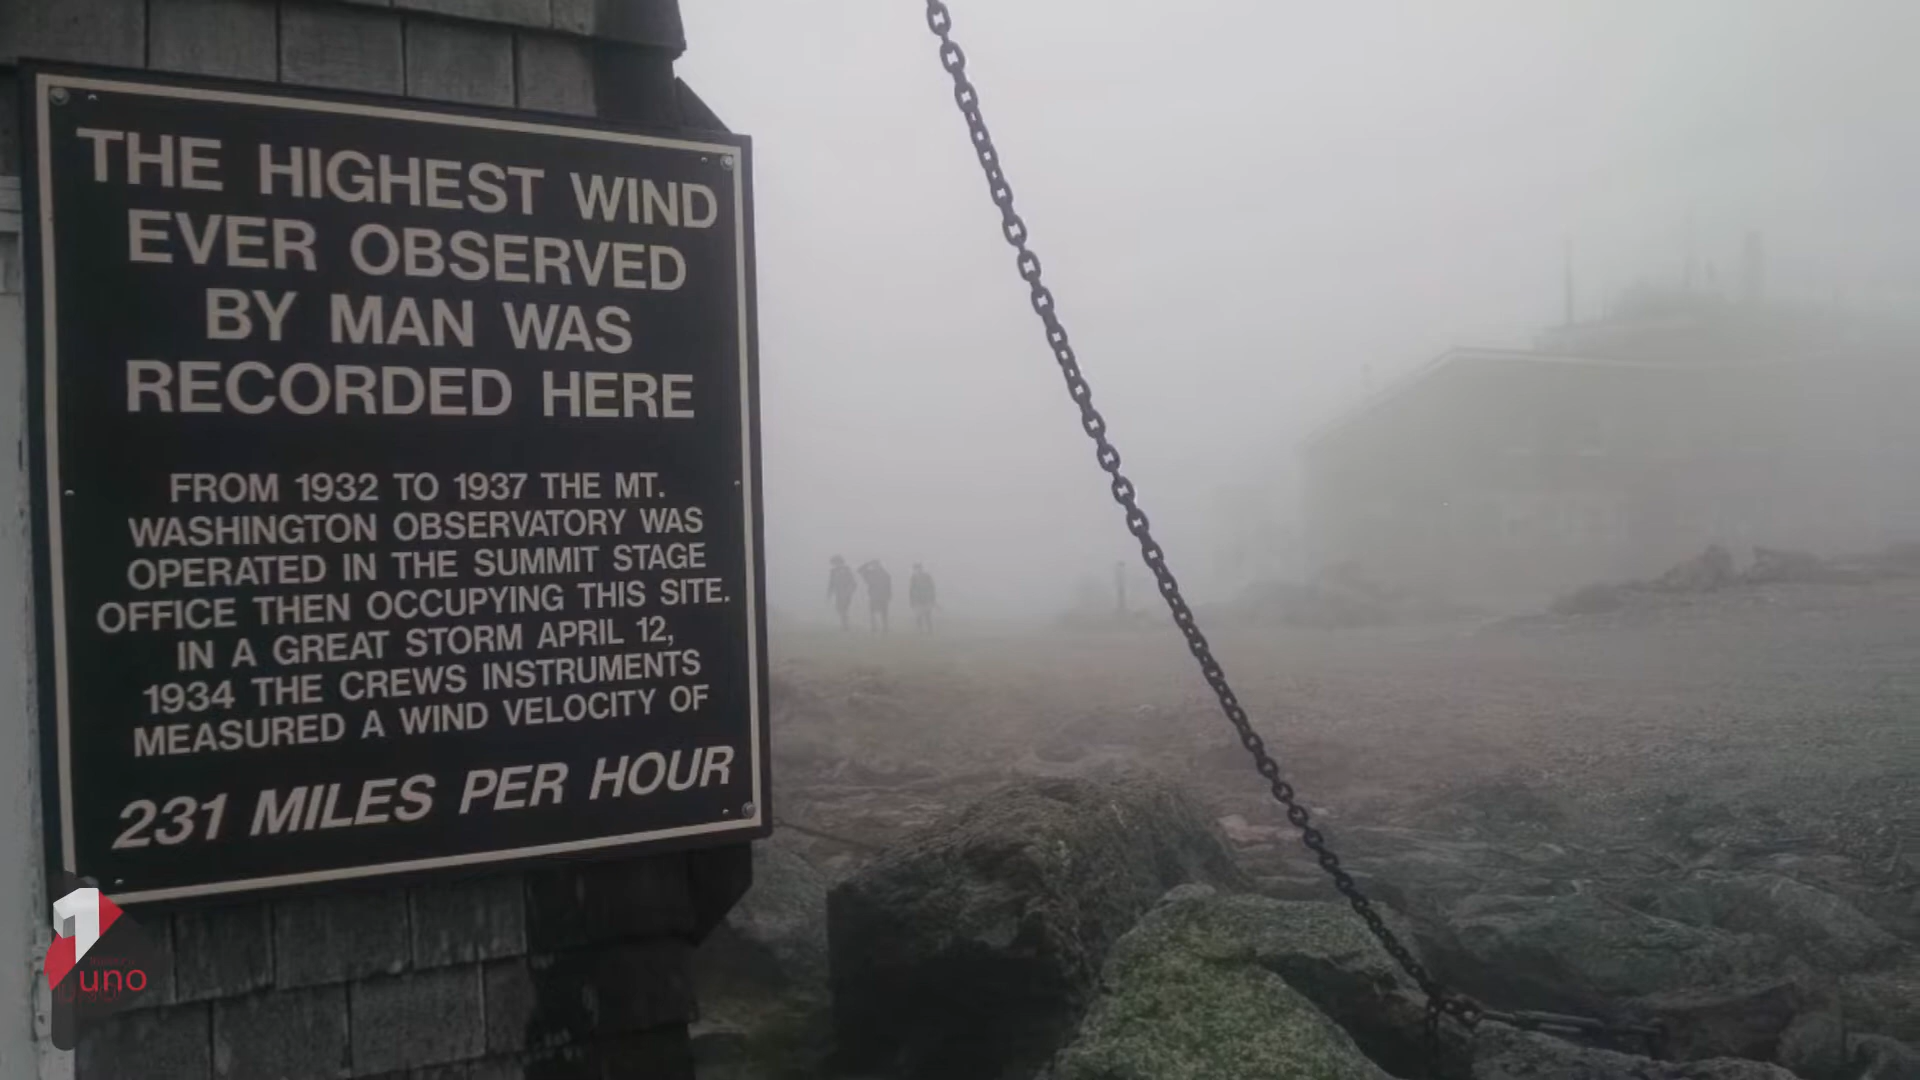 THE HIGHEST WIND
EVER OBSERVED
BY MAN WAS
RECORDED HERE
FROM 1932 TO 1937 THE MT.
WASHINGTON OBSERVATORY WAS
OPERATED IN THE SUMMIT STAGE
OFFICE THEN OCCUPYING THIS SITE.
IN A GREAT STORM APRIL 12,
1934 THE CREWS INSTRUMENTS
MEASURED A WIND VELOCITY OF
231 MILES PER HOUR
1
uno